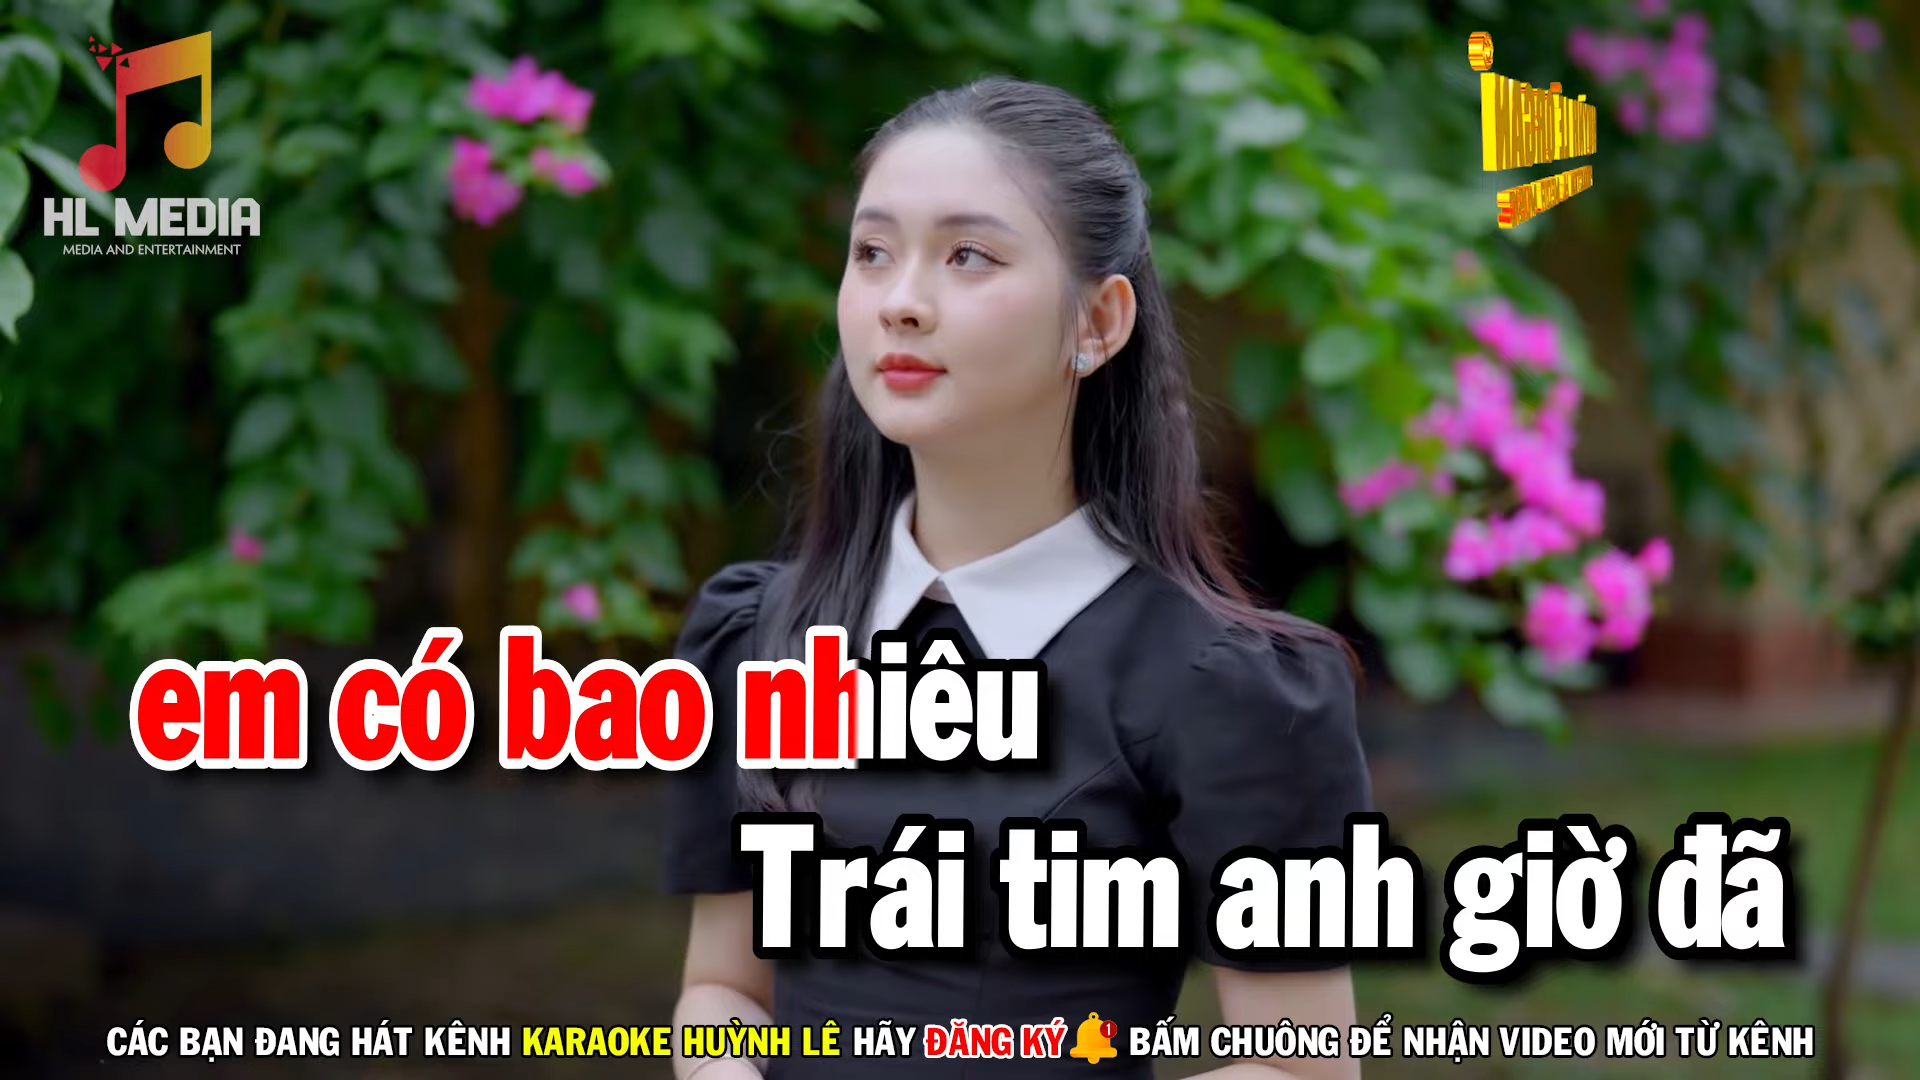 HL MEDIA
MEDIA AND ENTERTAINMENT
em có bao nhiêu
Trái tim anh giờ đã
CÁC BẠN ĐANG HÁT KÊNH KARAOKE HUỲNH LÊ HÃY ĐĂNG KÝ 1 BẤM CHUÔNG ĐỂ NHẬN VIDEO MỚI TỪ KÊNH